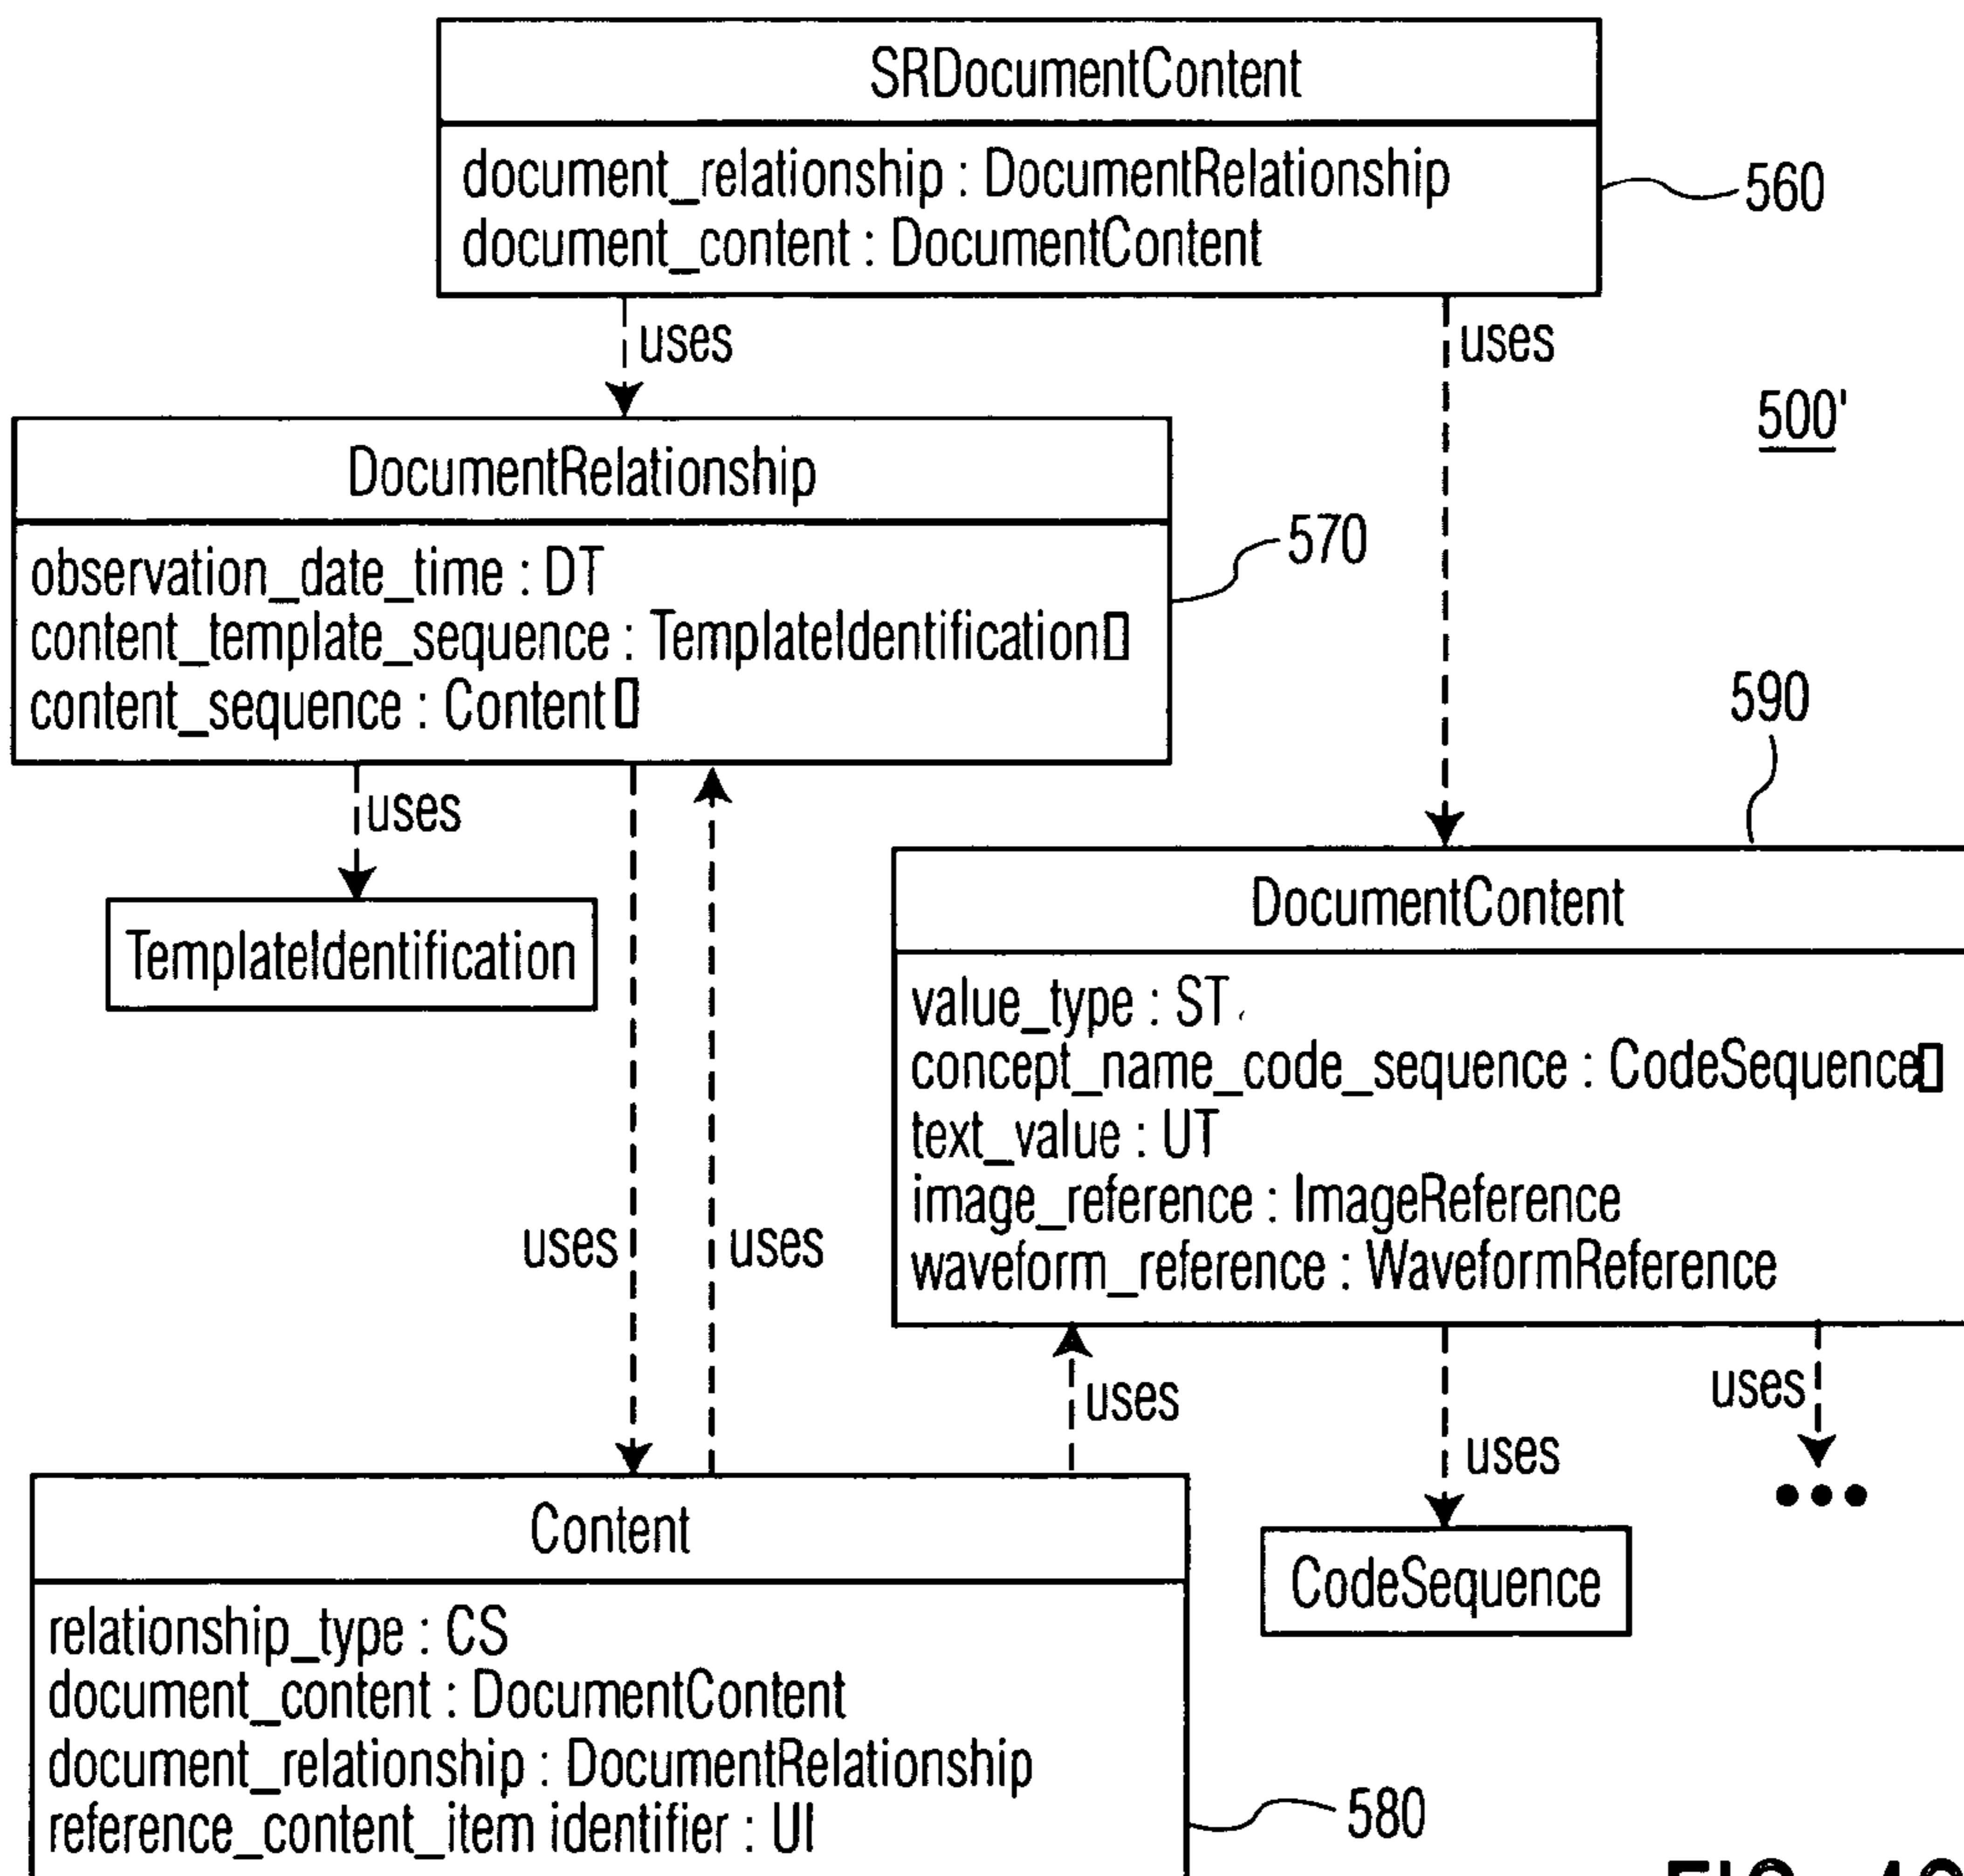 SRDocumentContent
document_relationship : DocumentRelationship
document_content : DocumentContent
560
uses
uses
500'
DocumentRelationship
observation_date_time : DT
content_template_sequence : TemplateIdentification[]
content_sequence : Content[]
570
uses
TemplateIdentification
590
DocumentContent
value_type : ST
concept_name_code_sequence : CodeSequence[]
text_value : UT
image_reference : ImageReference
waveform_reference : WaveformReference
uses
uses
uses
uses
uses
•••
CodeSequence
Content
relationship_type : CS
document_content : DocumentContent
document_relationship : DocumentRelationship
reference_content_item identifier : UI
580